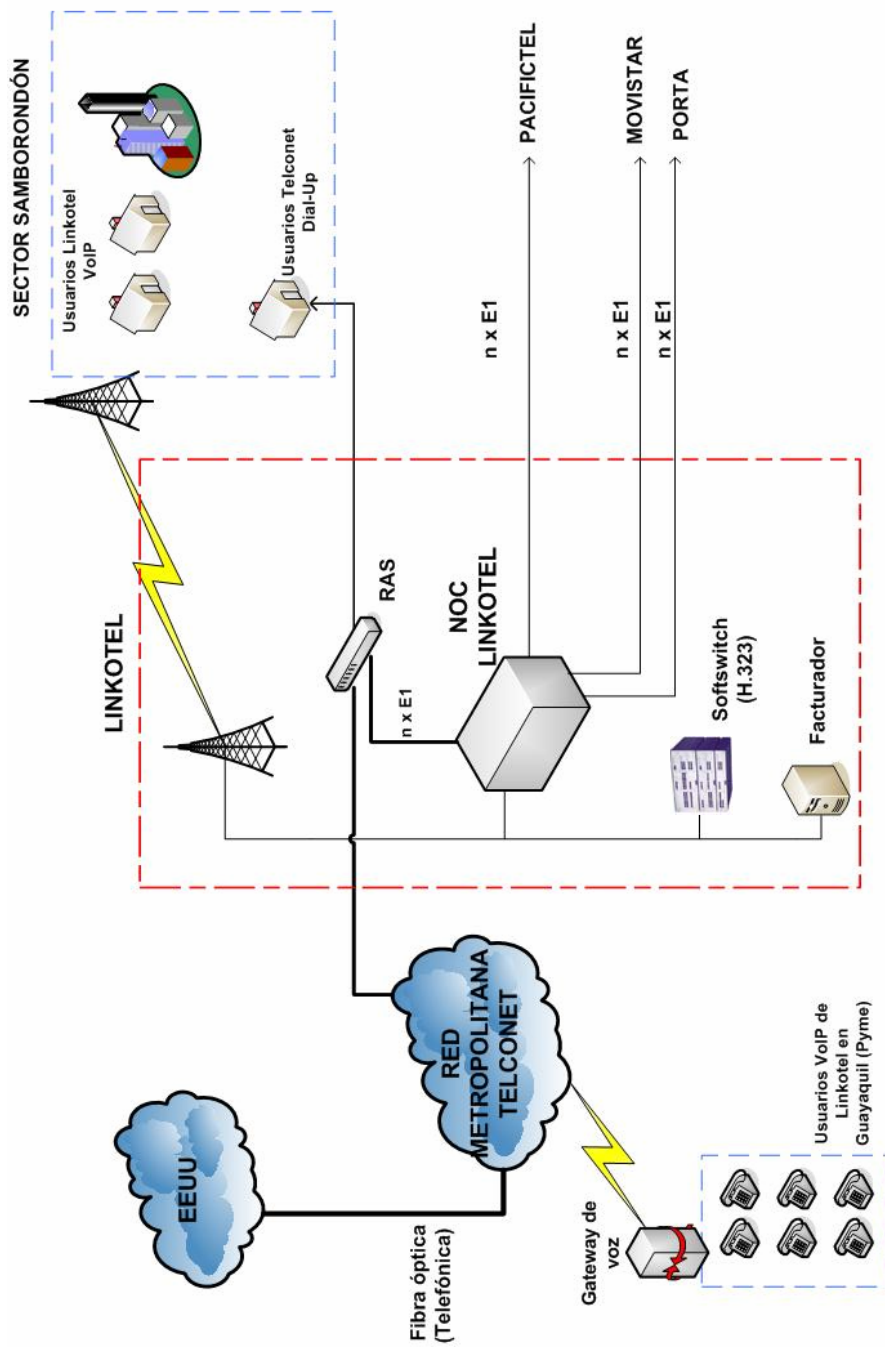 EEUU
Fibra óptica
(Telefónica)
RED
METROPOLITANA
TELCONET
Gateway de
voz
Usuarios VoIP de
Linkotel en
Guayaquil (Pyme)
LINKOTEL
RAS
n x E1
NOC
LINKOTEL
Softswitch
(H.323)
Facturador
SECTOR SAMBORONDÓN
Usuarios Linkotel
VoIP
Usuarios Telconet
Dial-Up
n x E1
PACIFICTEL
n x E1
MOVISTAR
n x E1
PORTA